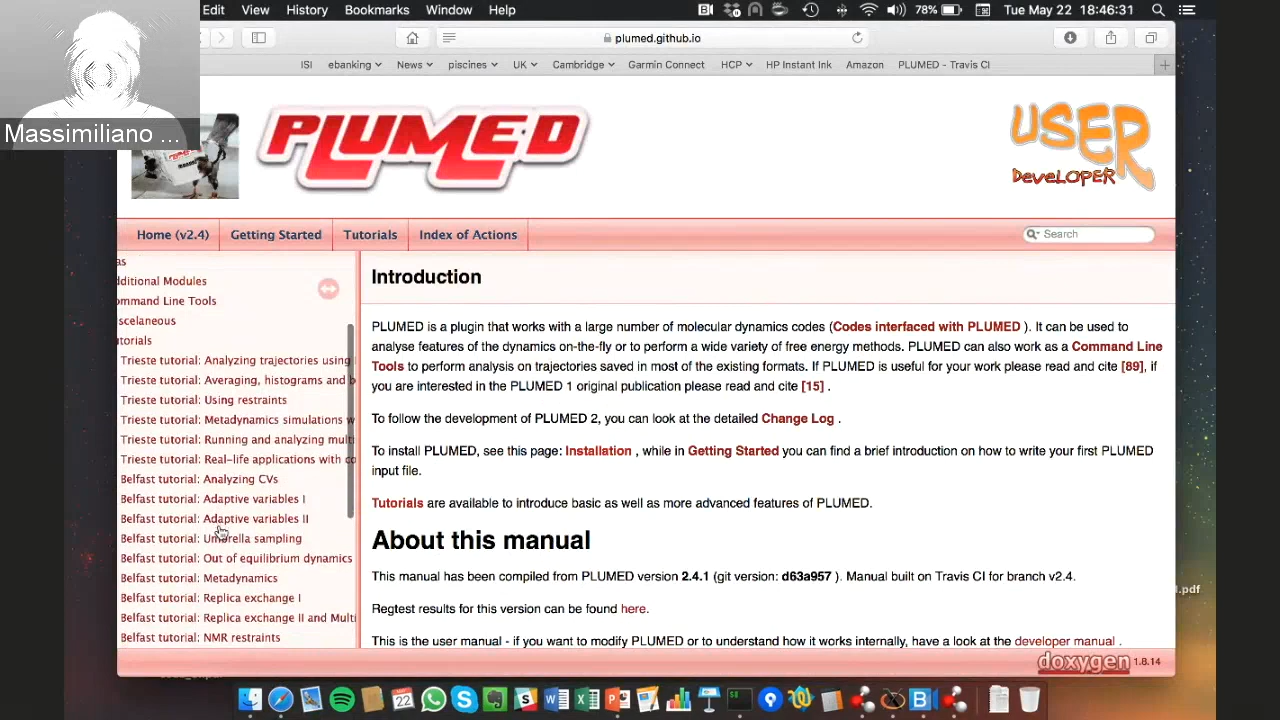 Edit View History Bookmarks Window Help 78% Tue May 22 18:46:31
plumed.github.io
ISI ebanking News piscines UK Cambridge Garmin Connect HCP HP Instant Ink Amazon PLUMED - Travis CI
Massimiliano ...
PLUMED
USER
DeveLOPER
Home (v2.4) Getting Started Tutorials Index of Actions Search
as
dditional Modules
ommand Line Tools
scellaneous
utorials
Trieste tutorial: Analyzing trajectories using
Trieste tutorial: Averaging, histograms and b
Trieste tutorial: Using restraints
Trieste tutorial: Metadynamics simulations w
Trieste tutorial: Running and analyzing mult
Trieste tutorial: Real-life applications with co
Belfast tutorial: Analyzing CVs
Belfast tutorial: Adaptive variables I
Belfast tutorial: Adaptive variables II
Belfast tutorial: Umbrella sampling
Belfast tutorial: Out of equilibrium dynamics
Belfast tutorial: Metadynamics
Belfast tutorial: Replica exchange I
Belfast tutorial: Replica exchange II and Multi
Belfast tutorial: NMR restraints
Introduction
PLUMED is a plugin that works with a large number of molecular dynamics codes (Codes interfaced with PLUMED ). It can be used to
analyse features of the dynamics on-the-fly or to perform a wide variety of free energy methods. PLUMED can also work as a Command Line
Tools to perform analysis on trajectories saved in most of the existing formats. If PLUMED is useful for your work please read and cite [89], if
you are interested in the PLUMED 1 original publication please read and cite [15] .
To follow the development of PLUMED 2, you can look at the detailed Change Log .
To install PLUMED, see this page: Installation , while in Getting Started you can find a brief introduction on how to write your first PLUMED
input file.
Tutorials are available to introduce basic as well as more advanced features of PLUMED.
About this manual
This manual has been compiled from PLUMED version 2.4.1 (git version: d63a957 ). Manual built on Travis CI for branch v2.4.
Regtest results for this version can be found here.
This is the user manual - if you want to modify PLUMED or to understand how it works internally, have a look at the developer manual .
l.pdf
doxygen 1.8.14